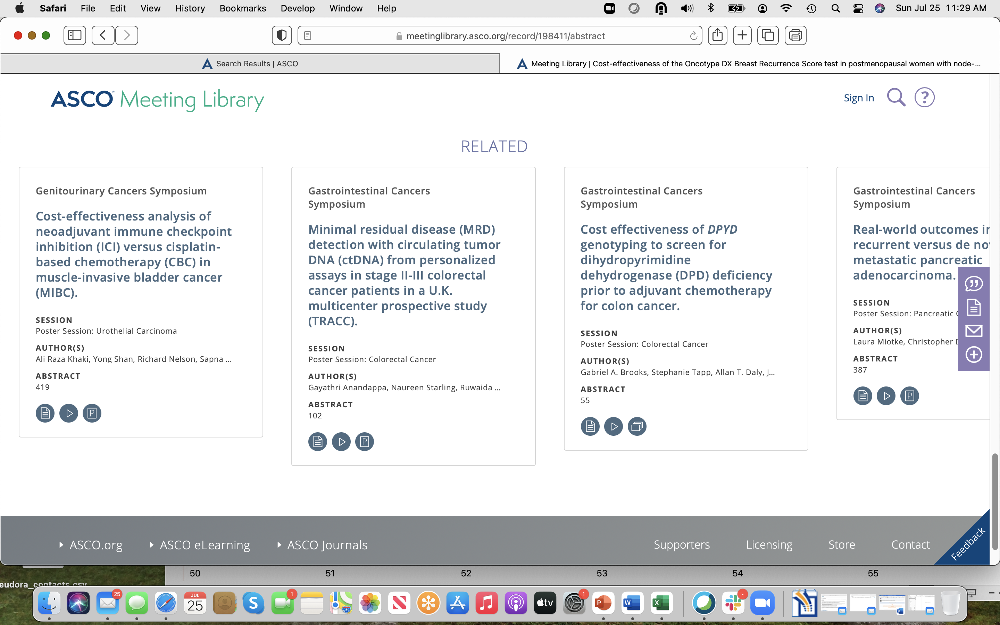 Safari File Edit View History Bookmarks Develop Window Help Sun Jul 25 11:29 AM
meetinglibrary.asco.org/record/198411/abstract
Search Results | ASCO
Meeting Library | Cost-effectiveness of the Oncotype DX Breast Recurrence Score test in postmenopausal women with node-...
ASCO® Meeting Library
Sign In
?
RELATED
Genitourinary Cancers Symposium
Cost-effectiveness analysis of
neoadjuvant immune checkpoint
inhibition (ICI) versus cisplatin-
based chemotherapy (CBC) in
muscle-invasive bladder cancer
(MIBC).
SESSION
Poster Session: Urothelial Carcinoma
AUTHOR(S)
Ali Raza Khaki, Yong Shan, Richard Nelson, Sapna ...
ABSTRACT
419
P
Gastrointestinal Cancers
Symposium
Minimal residual disease (MRD)
detection with circulating tumor
DNA (ctDNA) from personalized
assays in stage II-III colorectal
cancer patients in a U.K.
multicenter prospective study
(TRACC).
SESSION
Poster Session: Colorectal Cancer
AUTHOR(S)
Gayathri Anandappa, Naureen Starling, Ruwaida ...
ABSTRACT
102
P
Gastrointestinal Cancers
Symposium
Cost effectiveness of DPYD
genotyping to screen for
dihydropyrimidine
dehydrogenase (DPD) deficiency
prior to adjuvant chemotherapy
for colon cancer.
SESSION
Poster Session: Colorectal Cancer
AUTHOR(S)
Gabriel A. Brooks, Stephanie Tapp, Allan T. Daly, J...
ABSTRACT
55
Gastrointestinal Cancers
Symposium
Real-world outcomes in
recurrent versus de no
metastatic pancreatic
adenocarcinoma.
SESSION
Poster Session: Pancreatic
AUTHOR(S)
Laura Miotke, Christopher
ABSTRACT
387
P
ASCO.org ASCO eLearning ASCO Journals
Supporters Licensing Store Contact
Feedback
50 51 52 53 54 55
eudora_contacts.csv
25
JUL
25
S
1
280
tv
1
P
W
X